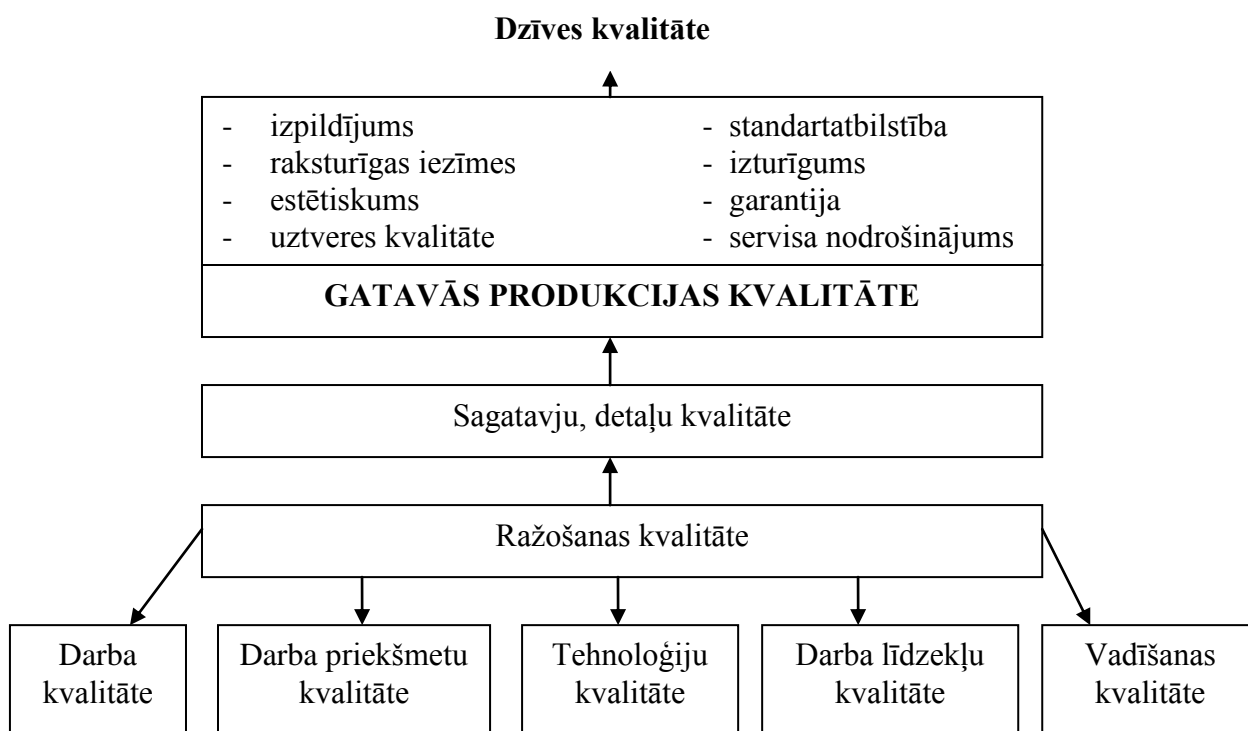 Dzīves kvalitāte
- izpildījums - standartatbilstība
- raksturīgas iezīmes - izturīgums
- estētiskums - garantija
- uztveres kvalitāte - servisa nodrošinājums
GATAVĀS PRODUKCIJAS KVALITĀTE
Sagatavju, detaļu kvalitāte
Ražošanas kvalitāte
Darba
kvalitāte
Darba priekšmetu
kvalitāte
Tehnoloģiju
kvalitāte
Darba līdzekļu
kvalitāte
Vadīšanas
kvalitāte